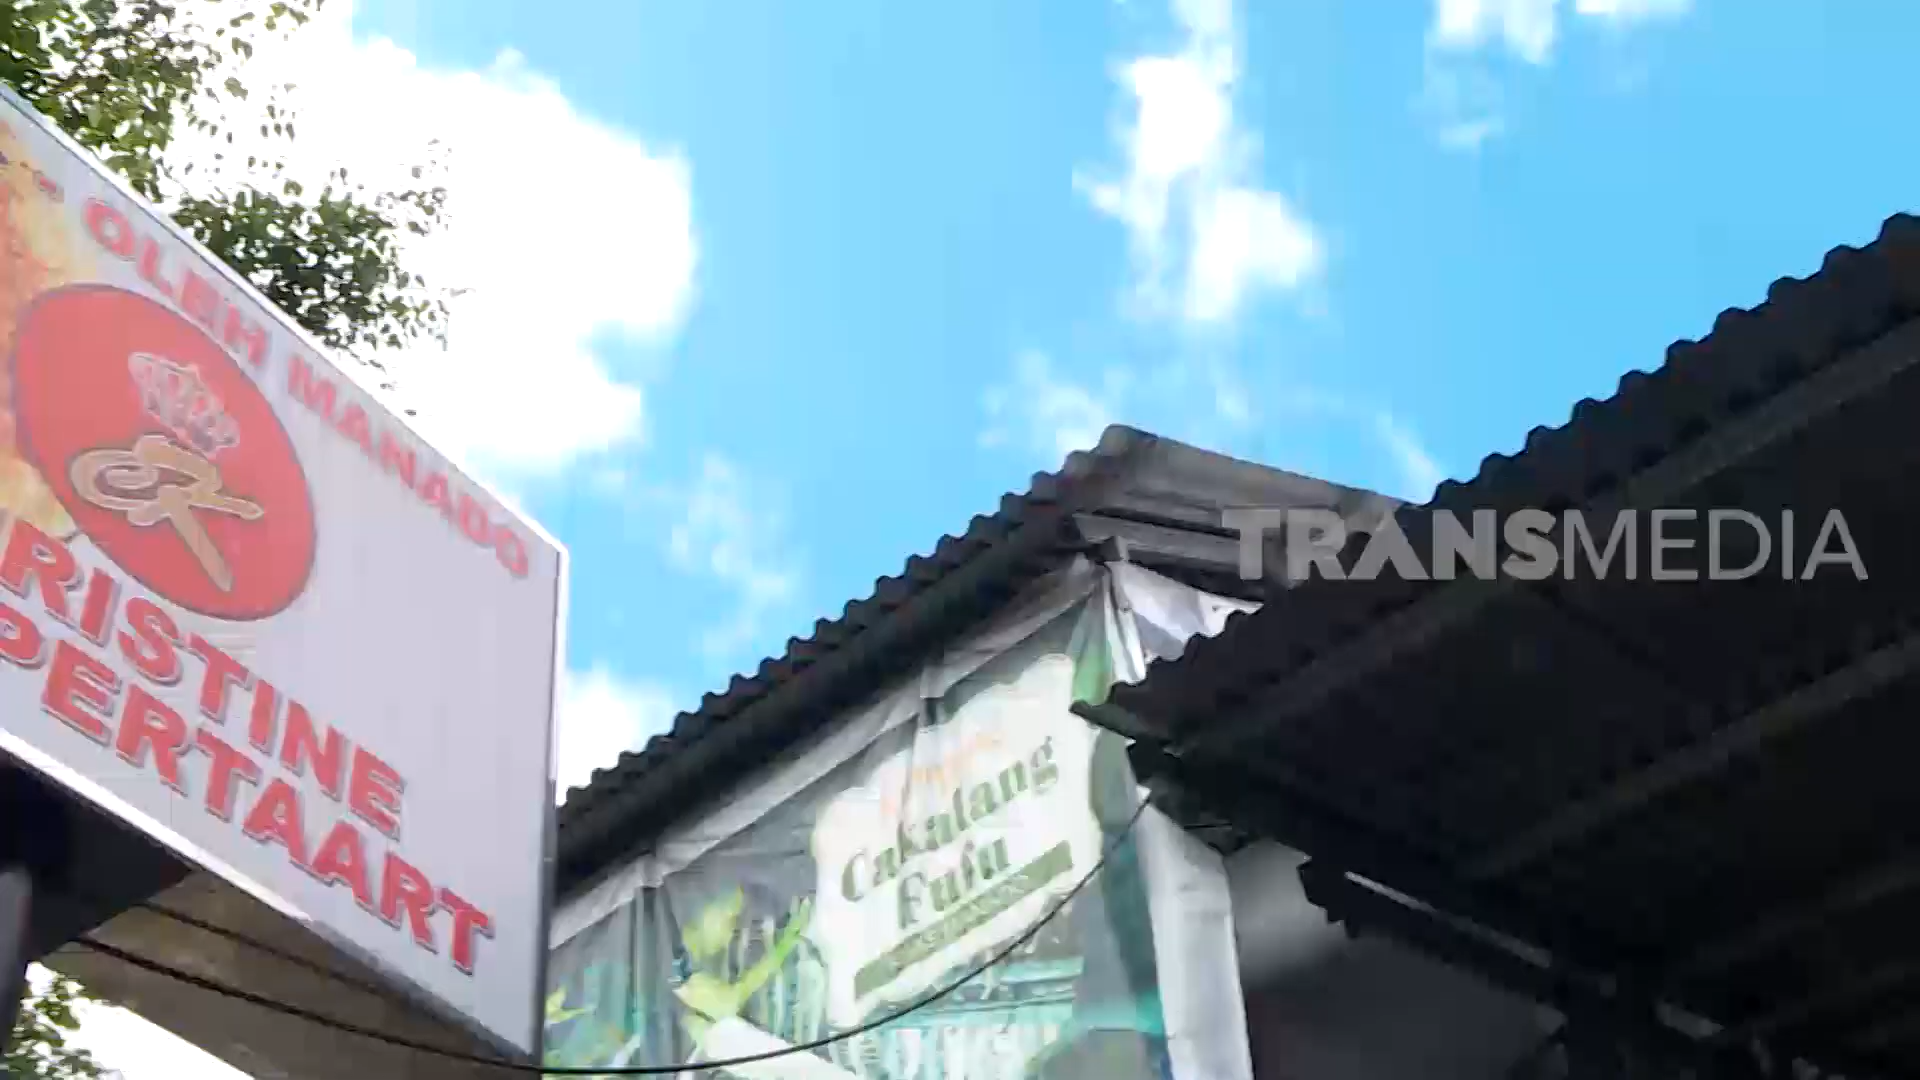 OLEH MANADO
RISTINE
PERTAART
Cakalang
Fufu
TRANSMEDIA